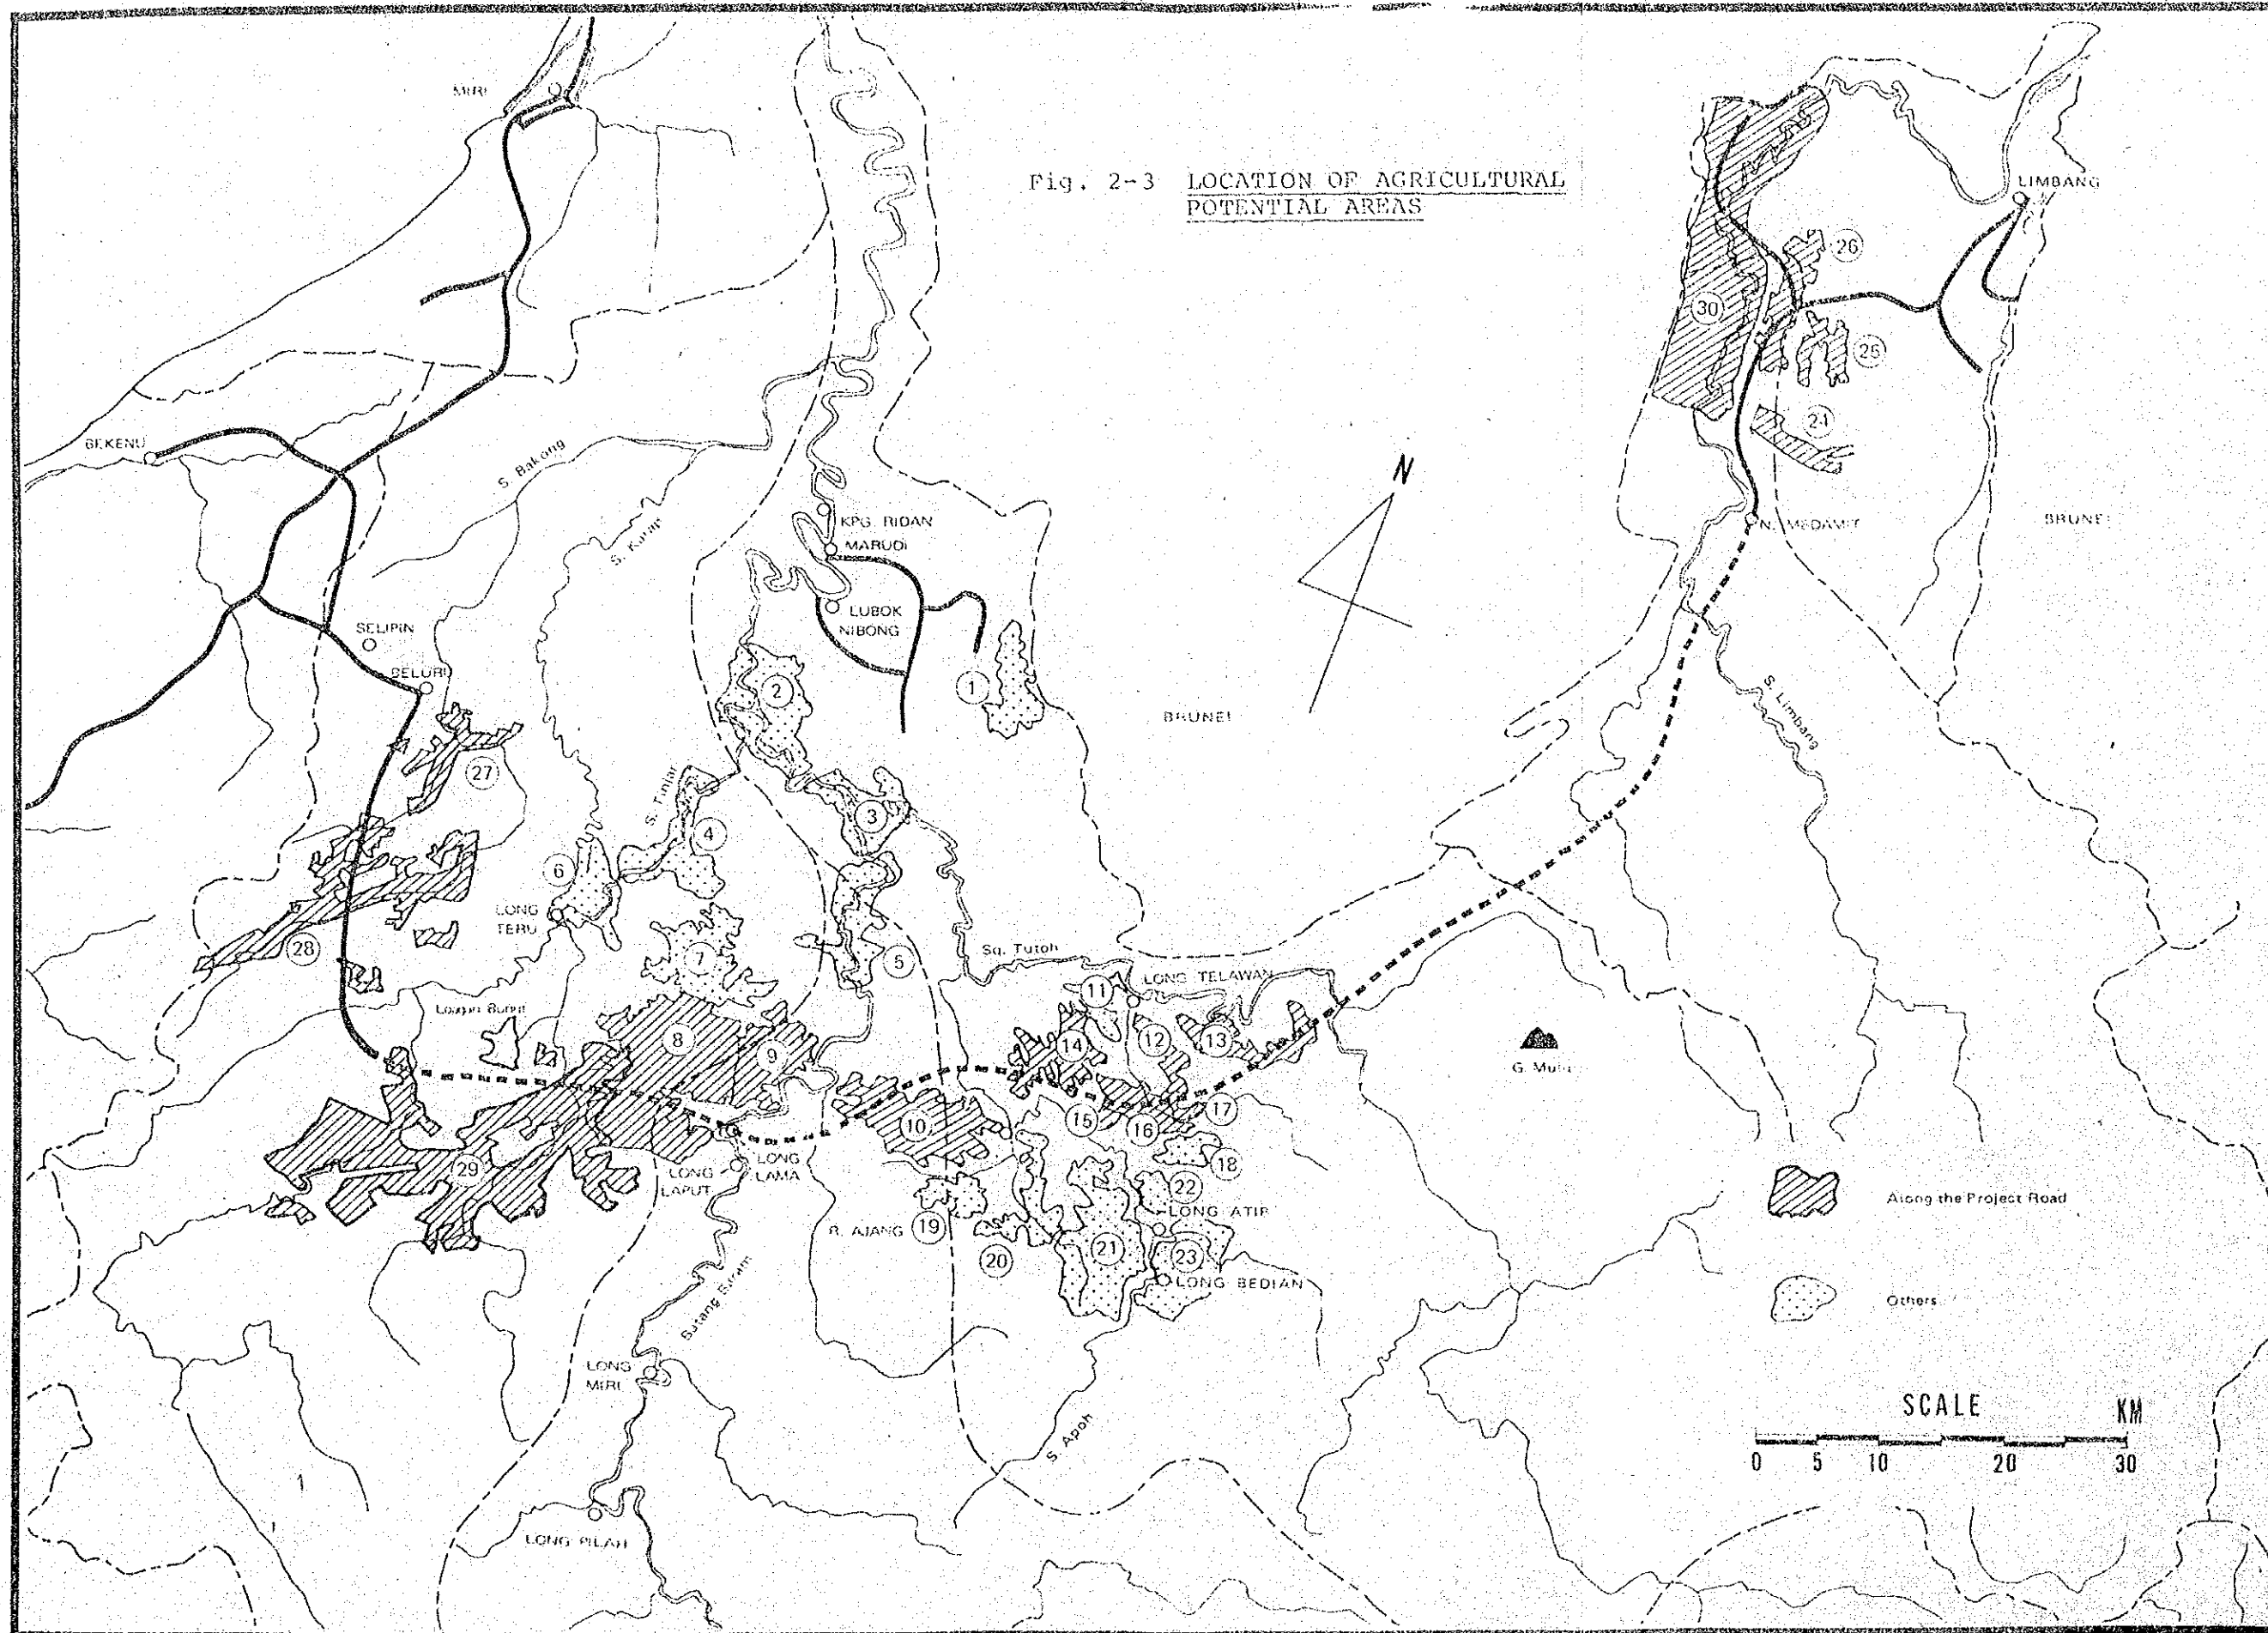 Fig. 2-3 LOCATION OF AGRICULTURAL
POTENTIAL AREAS
MIRI
LIMBANG
26
30
25
24
BEKENU
S. Bakong
N
KPG. RIDAN
MARUDI
N. MEDAMIT
BRUNEI
LUBOK
NIBONG
SELIPIN
BELURU
2
1
BRUNEI
S. Limbang
27
S. Tinjar
3
4
6
LONG
TERU
28
7
5
Sg. Tutoh
LONG TELAWAN
11
8
9
14
12
13
G. Mulu
10
15
16
17
18
29
LONG
LAPUT
LONG
LAMA
22
Along the Project Road
LONG ATIP
R. AJANG
19
20
21
23
LONG BEDIAN
Others
LONG
MIRI
S. Apoh
SCALE KM
0 5 10 20 30
LONG PILAH